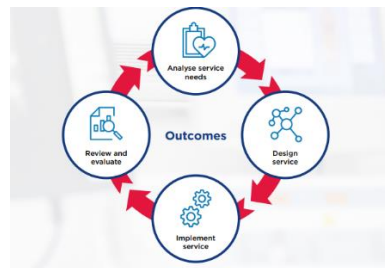 Analyse service
needs
Outcomes
Review and
evaluate
Design
service
Implement
service